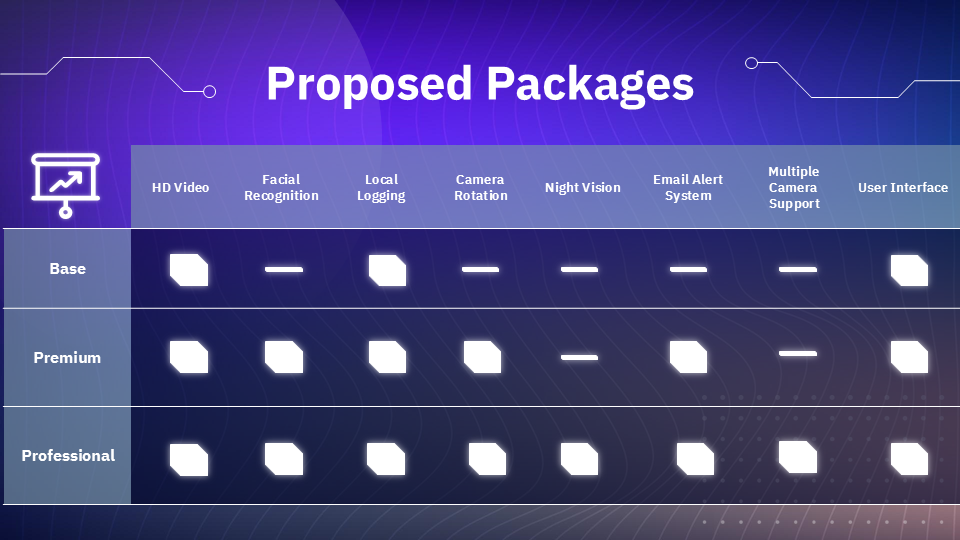 Proposed Packages
HD Video
Facial
Recognition
Local
Logging
Camera
Rotation
Night Vision
Email Alert
System
Multiple
Camera
Support
User Interface
Base
Premium
Professional